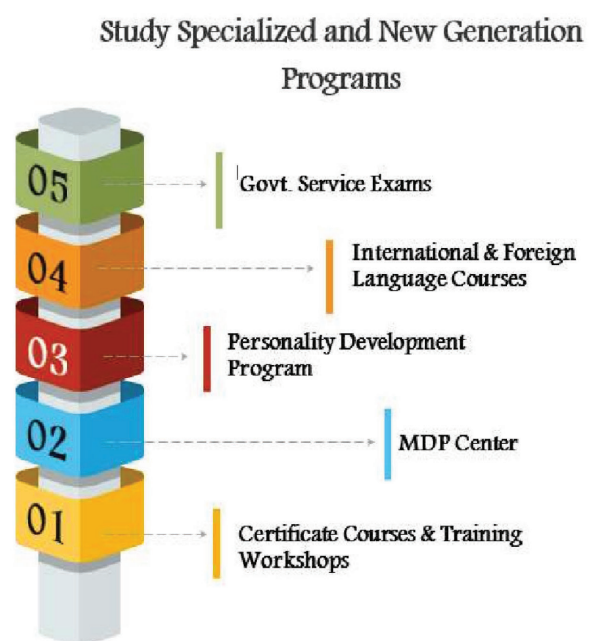 Study Specialized and New Generation
Programs
05
Govt. Service Exams
04
International & Foreign
Language Courses
03
Personality Development
Program
02
MDP Center
01
Certificate Courses & Training
Workshops